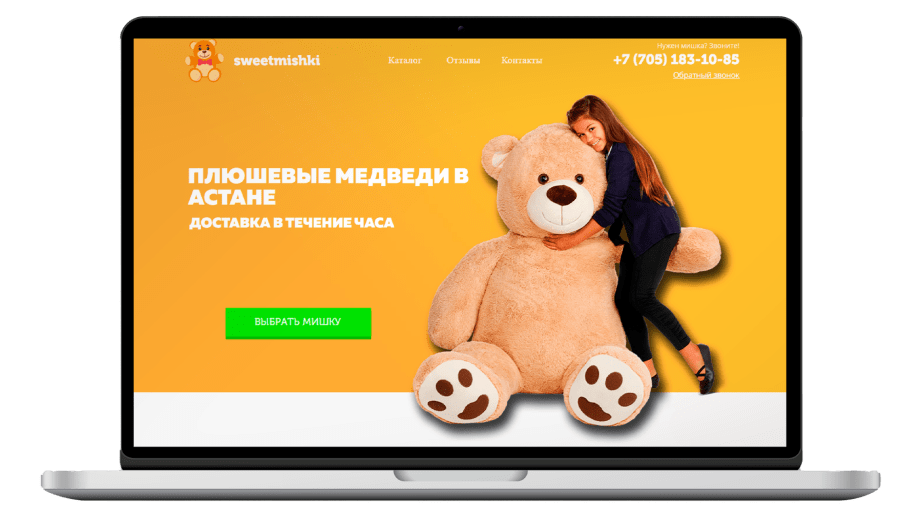 Нужен мишка? Звоните!
sweetmishki
Каталог Отзывы Контакты
+7 (705) 183-10-85
Обратный звонок
ПЛЮШЕВЫЕ МЕДВЕДИ В
АСТАНЕ
ДОСТАВКА В ТЕЧЕНИЕ ЧАСА
ВЫБРАТЬ МИШКУ